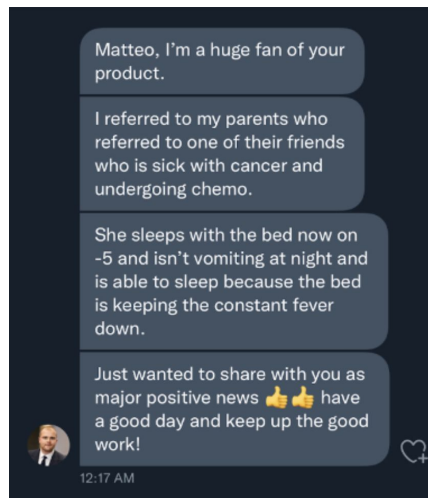 Matteo, I’m a huge fan of your
product.
I referred to my parents who
referred to one of their friends
who is sick with cancer and
undergoing chemo.
She sleeps with the bed now on
-5 and isn’t vomiting at night and
is able to sleep because the bed
is keeping the constant fever
down.
Just wanted to share with you as
major positive news 👍👍 have
a good day and keep up the good
work!
12:17 AM